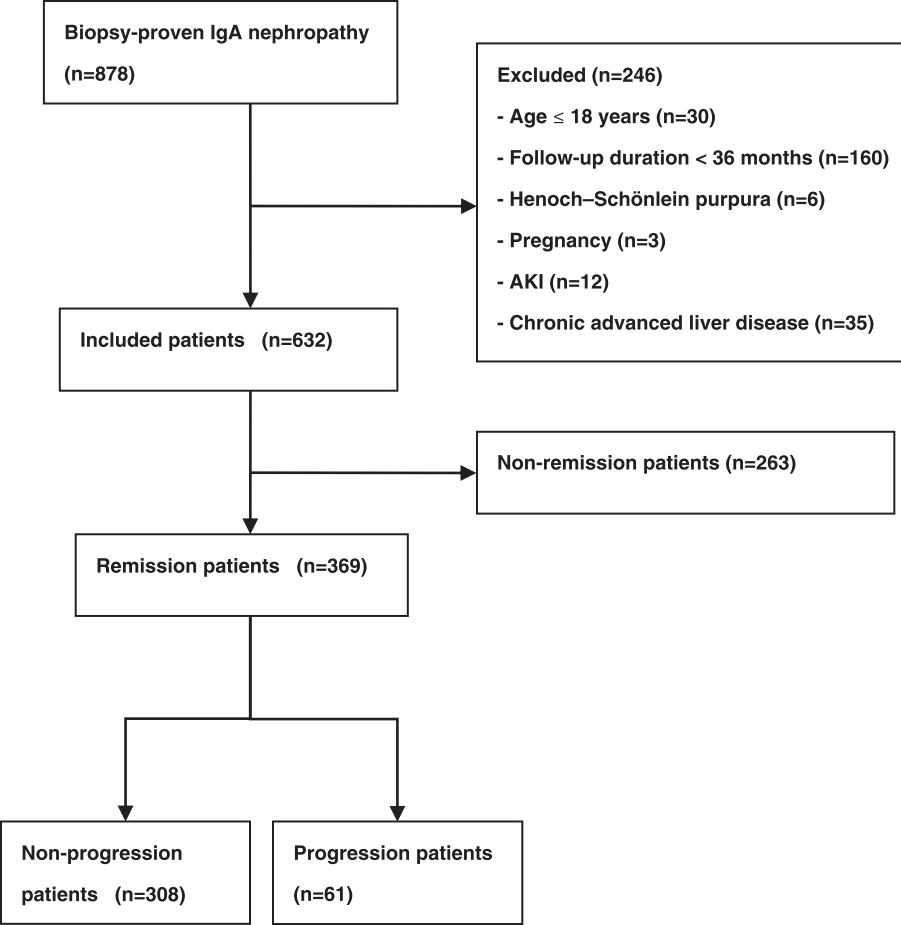 Biopsy-proven IgA nephropathy
(n=878)
Excluded (n=246)
- Age ≤ 18 years (n=30)
- Follow-up duration < 36 months (n=160)
- Henoch–Schönlein purpura (n=6)
- Pregnancy (n=3)
- AKI (n=12)
- Chronic advanced liver disease (n=35)
Included patients (n=632)
Non-remission patients (n=263)
Remission patients (n=369)
Non-progression
patients (n=308)
Progression patients
(n=61)